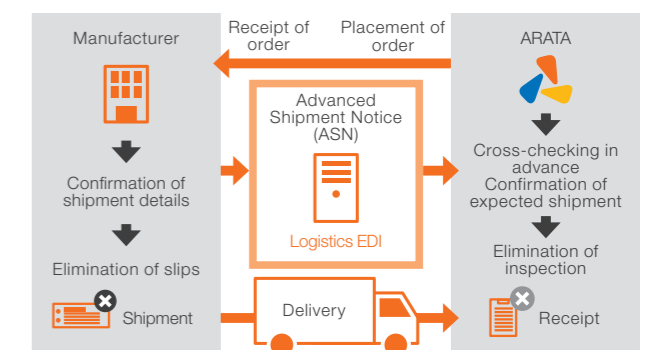 Manufacturer
Receipt of
order
Placement of
order
ARATA
Advanced
Shipment Notice
(ASN)
Logistics EDI
Confirmation of
shipment details
Cross-checking in
advance
Confirmation of
expected shipment
Elimination of slips
Elimination of
inspection
Shipment
Delivery
Receipt